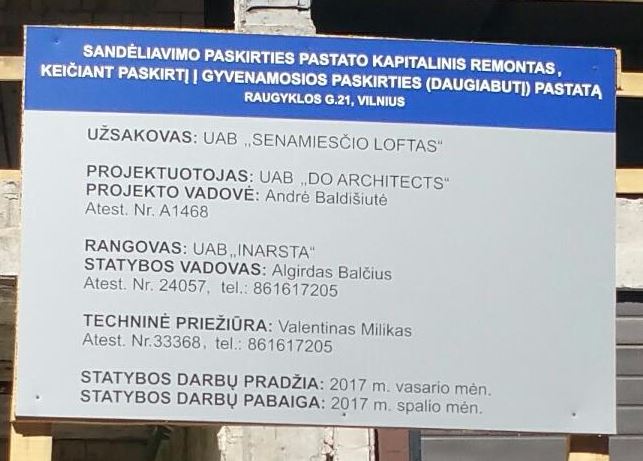 SANDĖLIAVIMO PASKIRTIES PASTATO KAPITALINIS REMONTAS,
KEIČIANT PASKIRTĮ Į GYVENAMOSIOS PASKIRTIES (DAUGIABUTĮ) PASTATĄ
RAUGYKLOS G.21, VILNIUS
UŽSAKOVAS: UAB „SENAMIESČIO LOFTAS“
PROJEKTUOTOJAS: UAB „DO ARCHITECTS“
PROJEKTO VADOVĖ: Andrė Baldišiutė
Atest. Nr. A1468
RANGOVAS: UAB„INARSTA“
STATYBOS VADOVAS: Algirdas Balčius
Atest. Nr. 24057, tel.: 861617205
TECHNINĖ PRIEŽIŪRA: Valentinas Milikas
Atest. Nr.33368, tel.: 861617205
STATYBOS DARBŲ PRADŽIA: 2017 m. vasario mėn.
STATYBOS DARBŲ PABAIGA: 2017 m. spalio mėn.